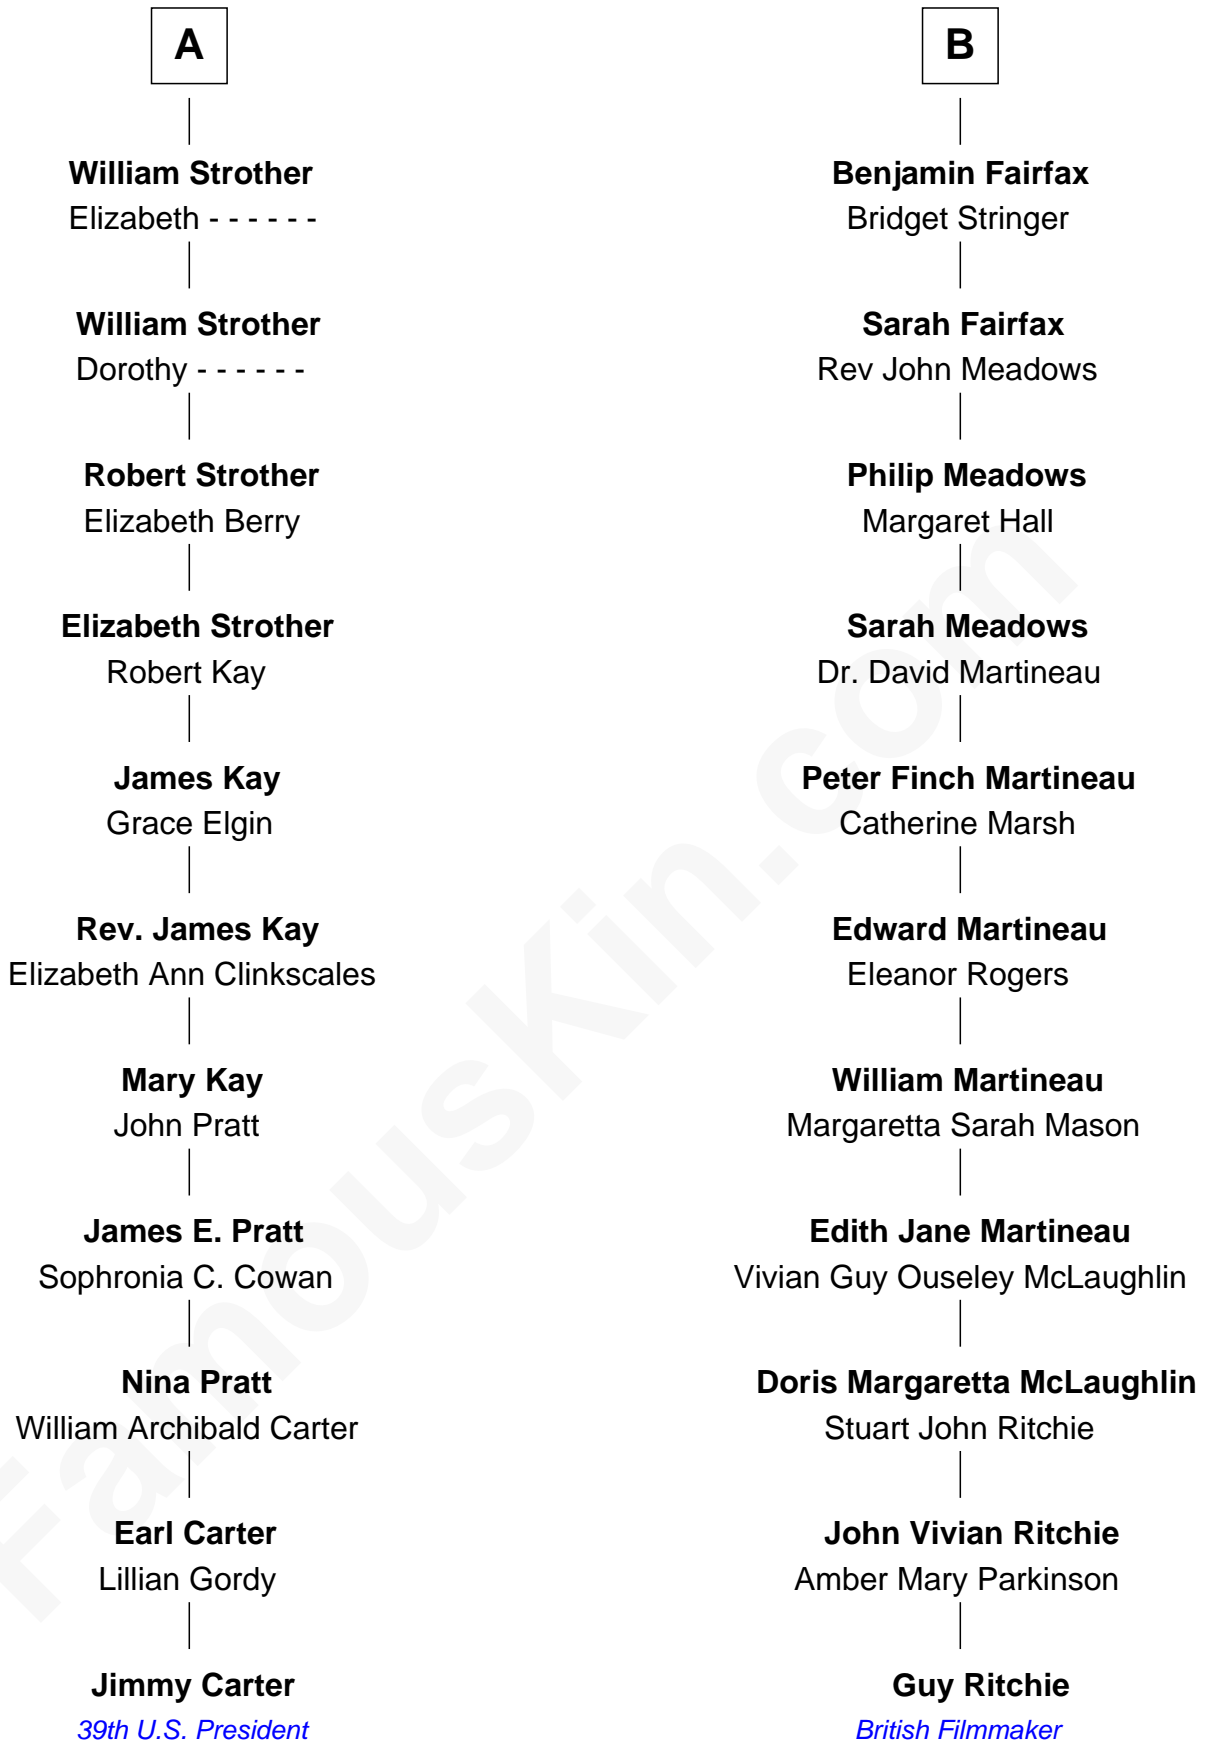 A
William Strother
Elizabeth - - - - - -
William Strother
Dorothy - - - - - -
Robert Strother
Elizabeth Berry
Elizabeth Strother
Robert Kay
James Kay
Grace Elgin
Rev. James Kay
Elizabeth Ann Clinkscales
Mary Kay
John Pratt
James E. Pratt
Sophronia C. Cowan
Nina Pratt
William Archibald Carter
Earl Carter
Lillian Gordy
Jimmy Carter
39th U.S. President
B
Benjamin Fairfax
Bridget Stringer
Sarah Fairfax
Rev John Meadows
Philip Meadows
Margaret Hall
Sarah Meadows
Dr. David Martineau
Peter Finch Martineau
Catherine Marsh
Edward Martineau
Eleanor Rogers
William Martineau
Margaretta Sarah Mason
Edith Jane Martineau
Vivian Guy Ouseley McLaughlin
Doris Margaretta McLaughlin
Stuart John Ritchie
John Vivian Ritchie
Amber Mary Parkinson
Guy Ritchie
British Filmmaker
FamousKin.com